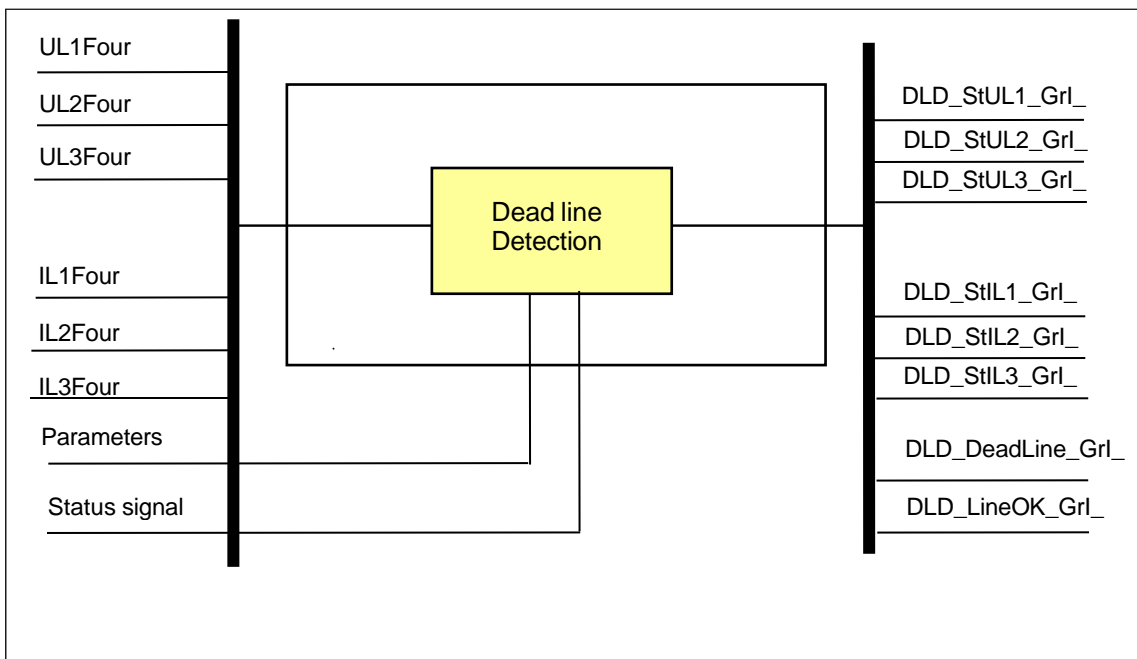 UL1Four
UL2Four
UL3Four
IL1Four
IL2Four
IL3Four
Parameters
Status signal
Dead line
Detection
DLD_StUL1_GrI_
DLD_StUL2_GrI_
DLD_StUL3_GrI_
DLD_StIL1_GrI_
DLD_StIL2_GrI_
DLD_StIL3_GrI_
DLD_DeadLine_GrI_
DLD_LineOK_GrI_